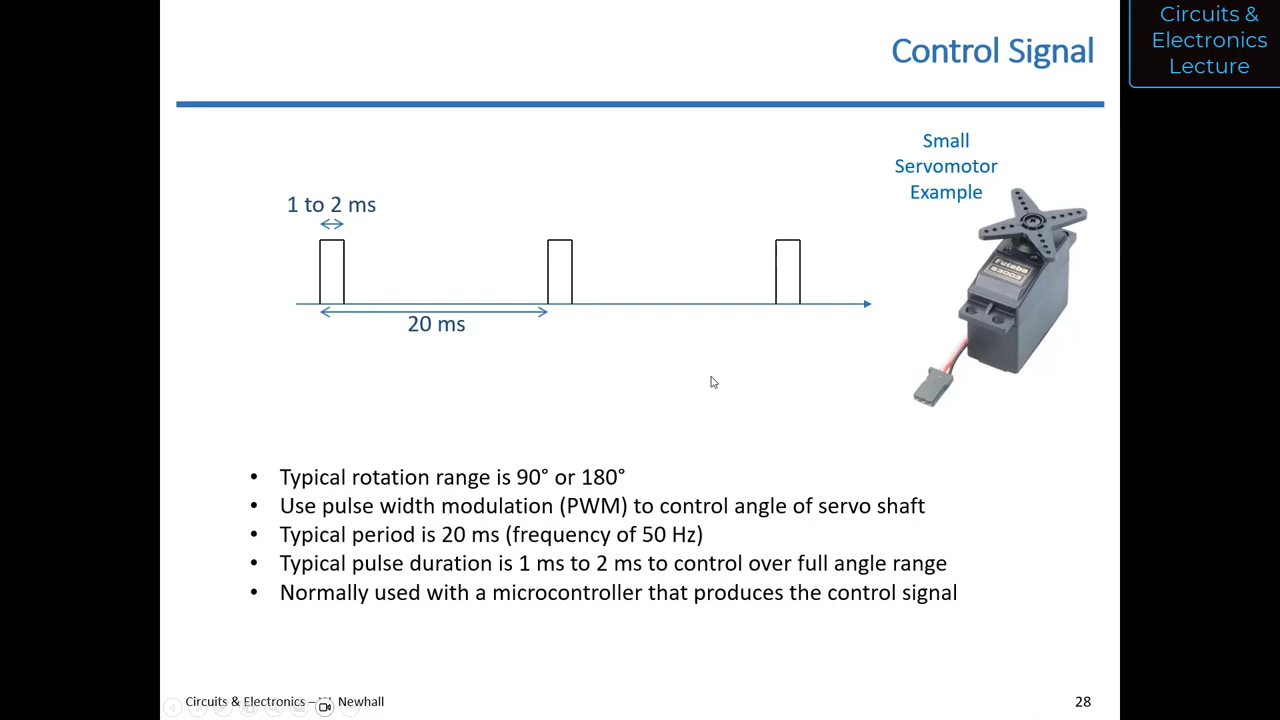 Circuits &
Electronics
Lecture
Control Signal
Small
Servomotor
Example
1 to 2 ms
20 ms
Futaba
S3003
• Typical rotation range is 90° or 180°
• Use pulse width modulation (PWM) to control angle of servo shaft
• Typical period is 20 ms (frequency of 50 Hz)
• Typical pulse duration is 1 ms to 2 ms to control over full angle range
• Normally used with a microcontroller that produces the control signal
Circuits & Electronics – Newhall
28